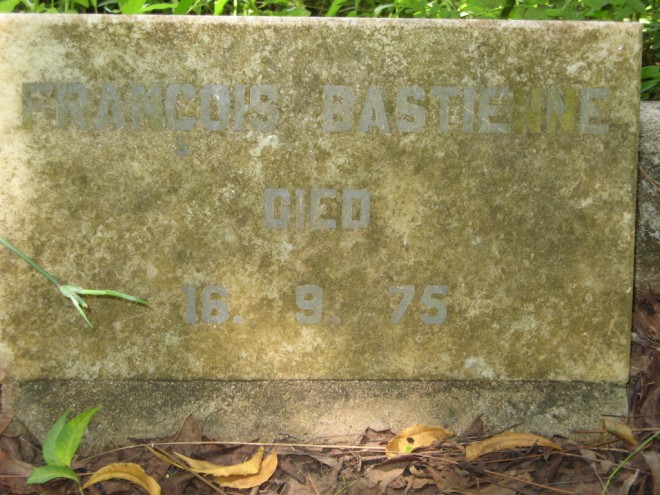 FRANÇOIS BASTIENNE
DIED
16. 9. 75